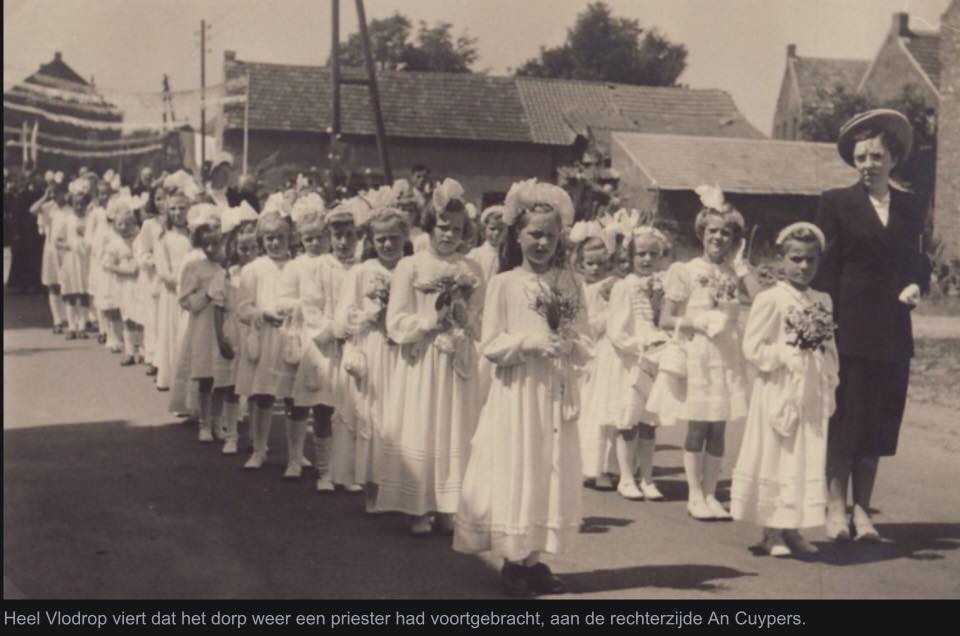 Heel Vlodrop viert dat het dorp weer een priester had voortgebracht, aan de rechterzijde An Cuypers.